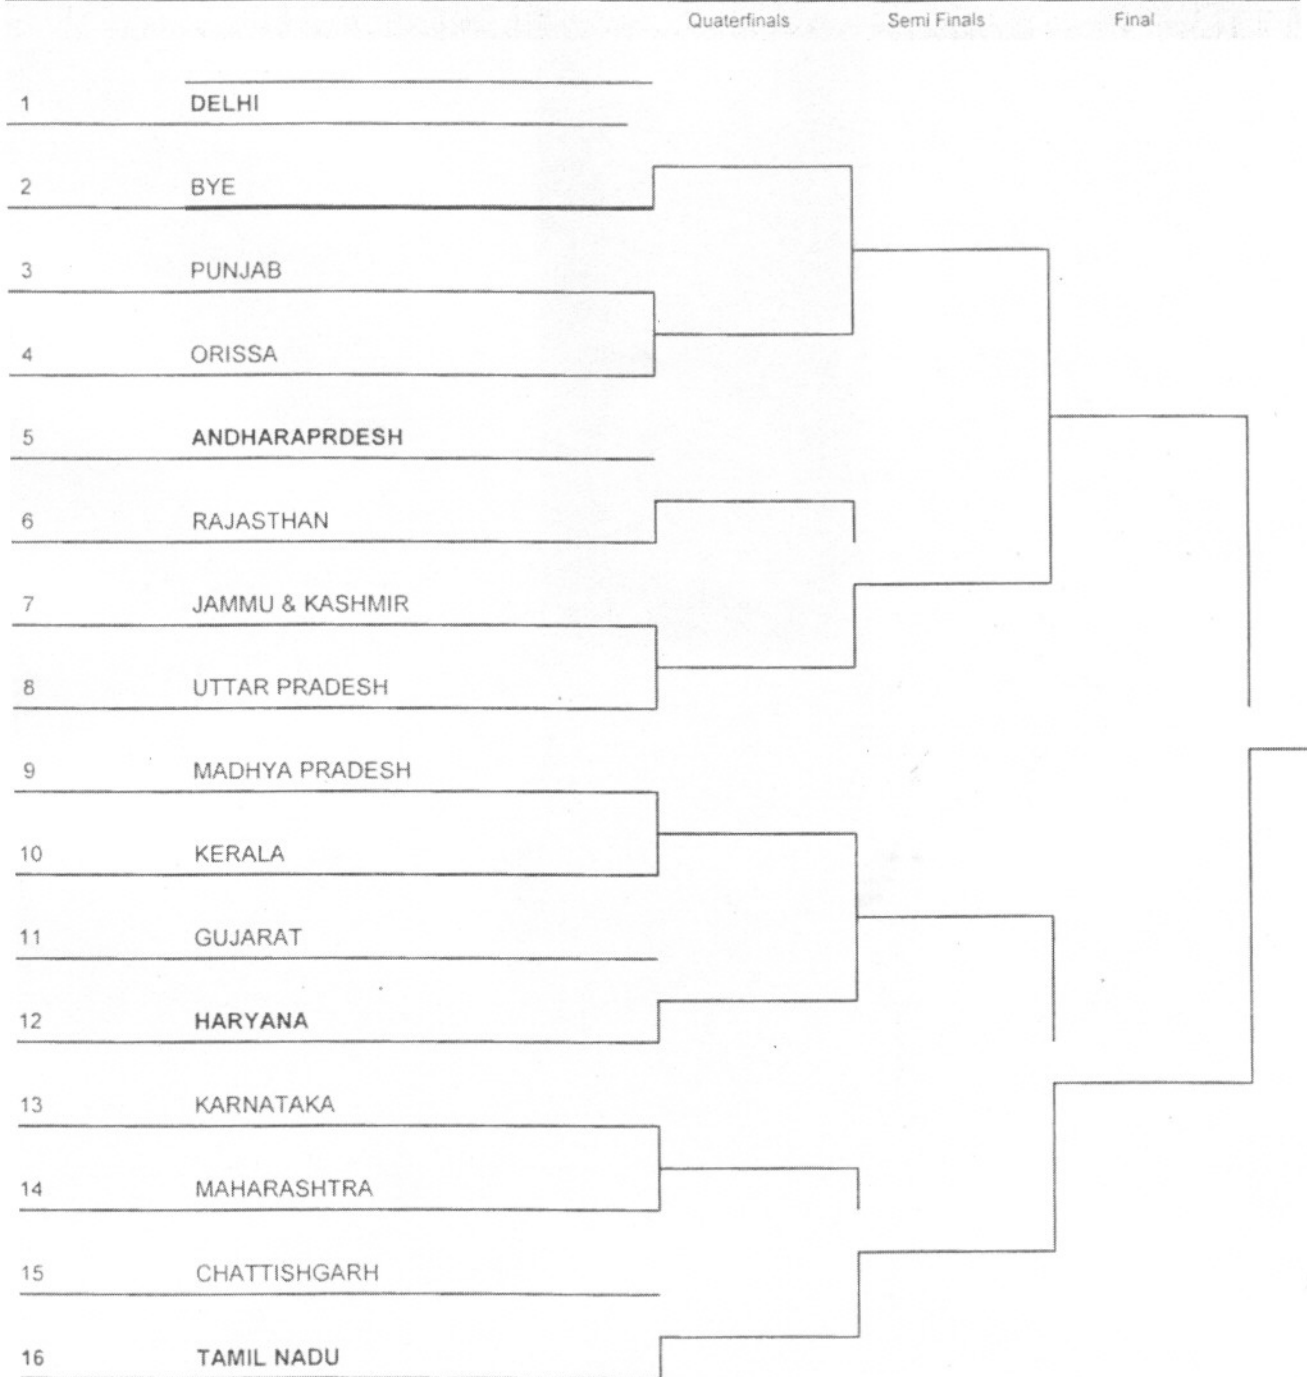 Quaterfinals Semi Finals Final
1 DELHI
2 BYE
3 PUNJAB
4 ORISSA
5 ANDHARAPRDESH
6 RAJASTHAN
7 JAMMU & KASHMIR
8 UTTAR PRADESH
9 MADHYA PRADESH
10 KERALA
11 GUJARAT
12 HARYANA
13 KARNATAKA
14 MAHARASHTRA
15 CHATTISHGARH
16 TAMIL NADU